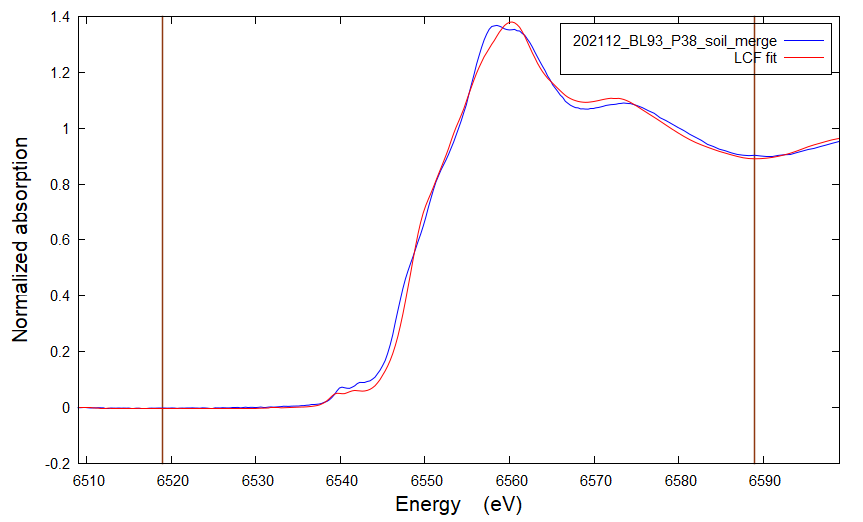 1.4
1.2
1
0.8
0.6
0.4
0.2
0
-0.2
Normalized absorption
202112_BL93_P38_soil_merge
LCF fit
6510 6520 6530 6540 6550 6560 6570 6580 6590
Energy (eV)